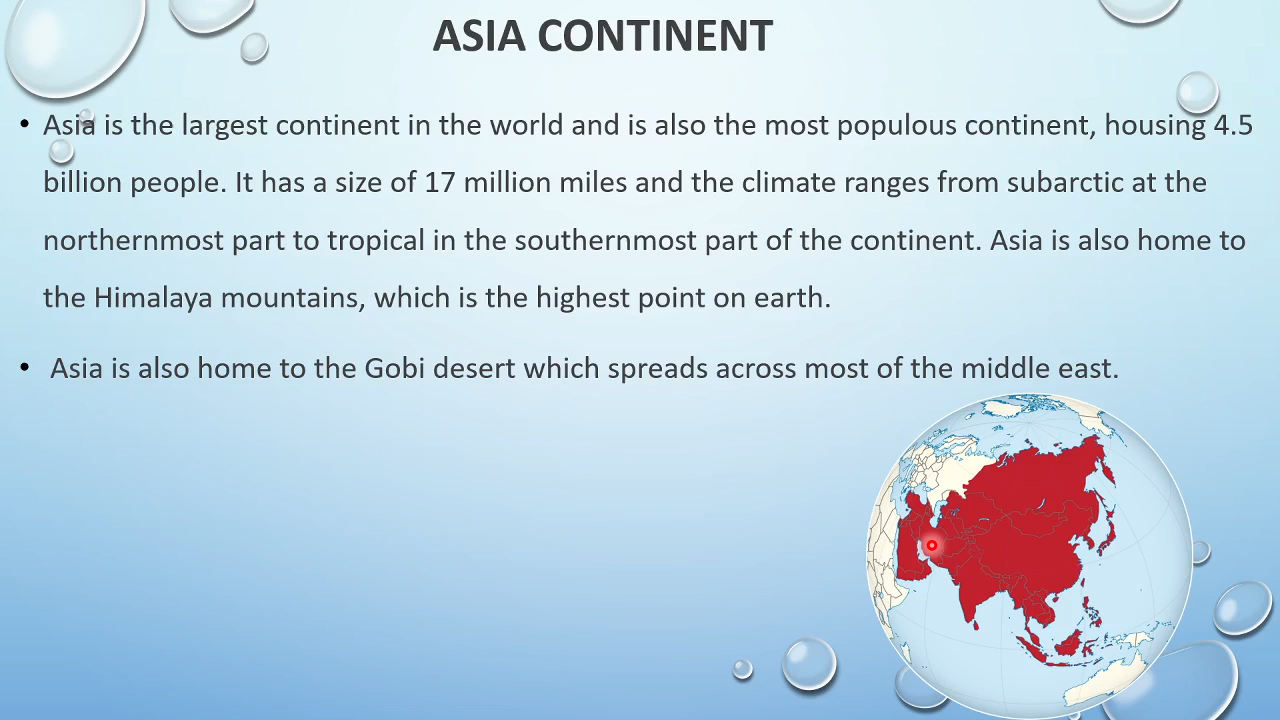 ASIA CONTINENT
• Asia is the largest continent in the world and is also the most populous continent, housing 4.5
billion people. It has a size of 17 million miles and the climate ranges from subarctic at the
northernmost part to tropical in the southernmost part of the continent. Asia is also home to
the Himalaya mountains, which is the highest point on earth.
• Asia is also home to the Gobi desert which spreads across most of the middle east.